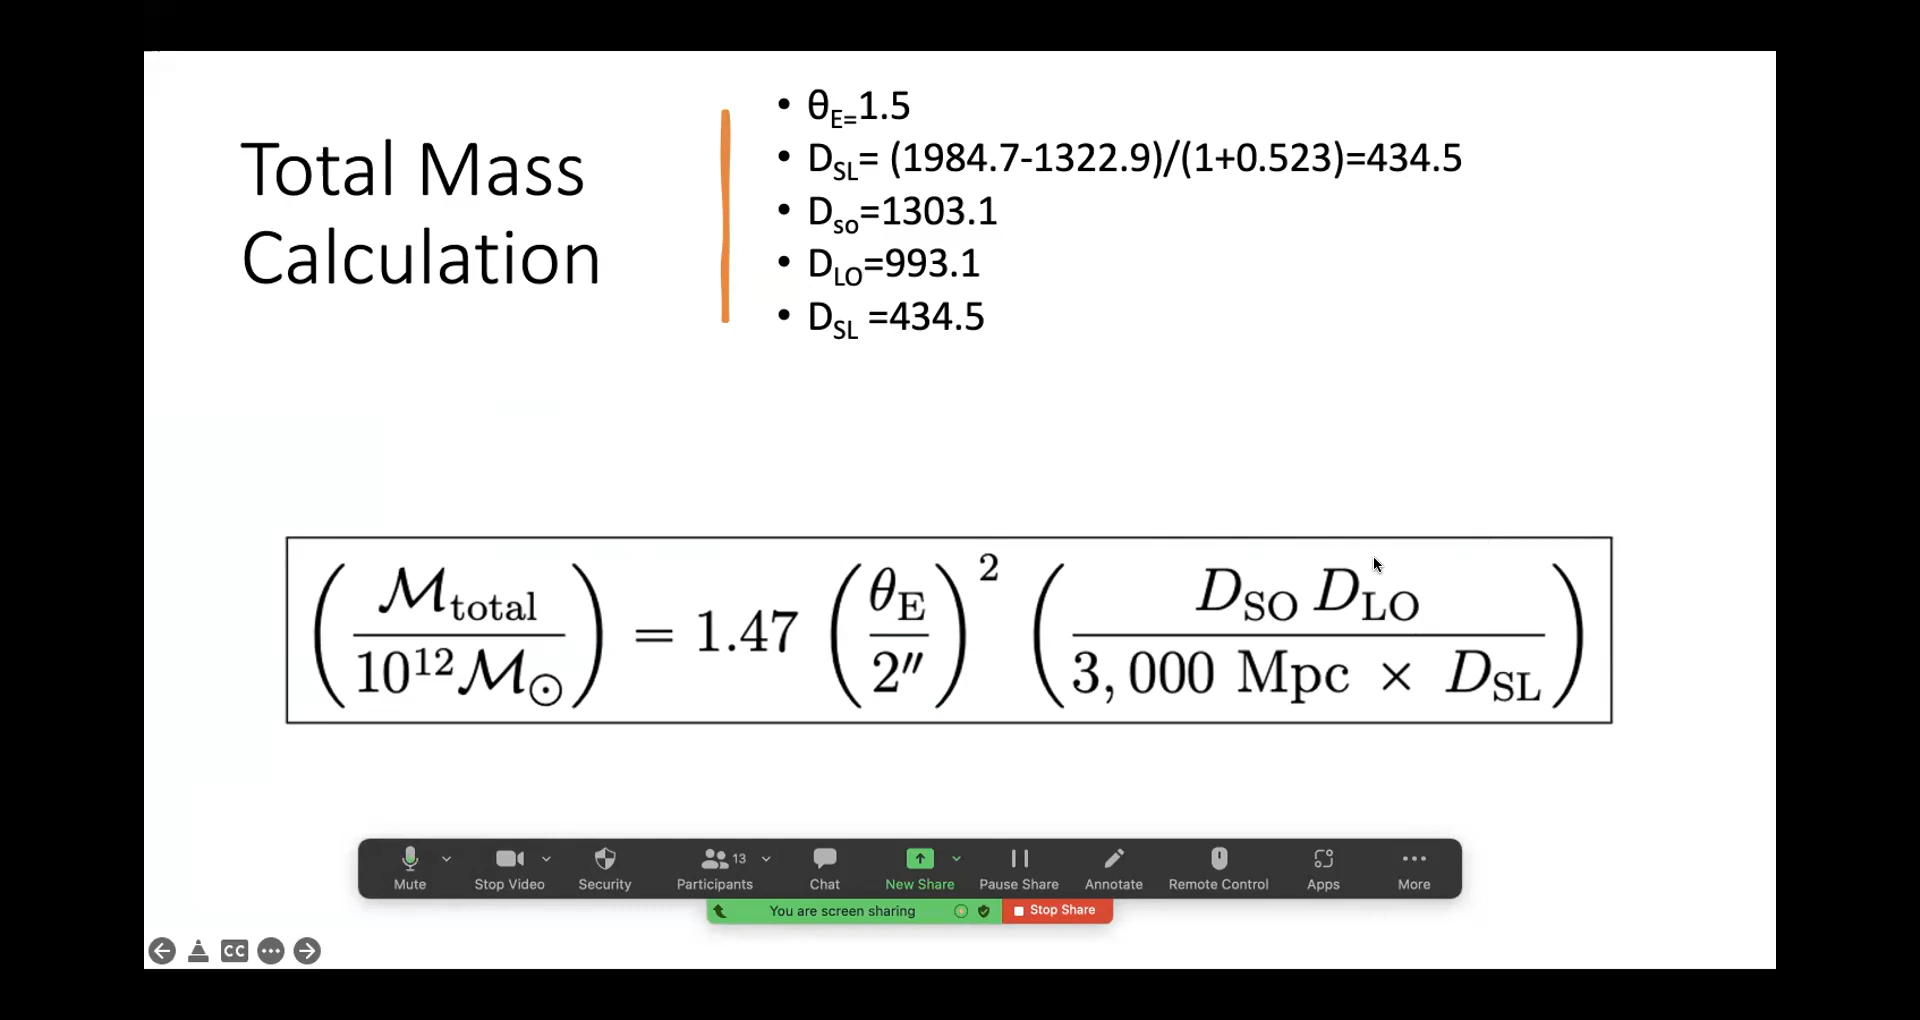 Total Mass
Calculation
• θE=1.5
• DSL= (1984.7-1322.9)/(1+0.523)=434.5
• Dso=1303.1
• DLO=993.1
• DSL =434.5
(𝓜total / 10¹²𝓜⊙) = 1.47 (θE / 2″)² (DSO DLO / 3,000 Mpc × DSL)
Mute
Stop Video
Security
13
Participants
Chat
New Share
Pause Share
Annotate
Remote Control
Apps
More
You are screen sharing
Stop Share
CC